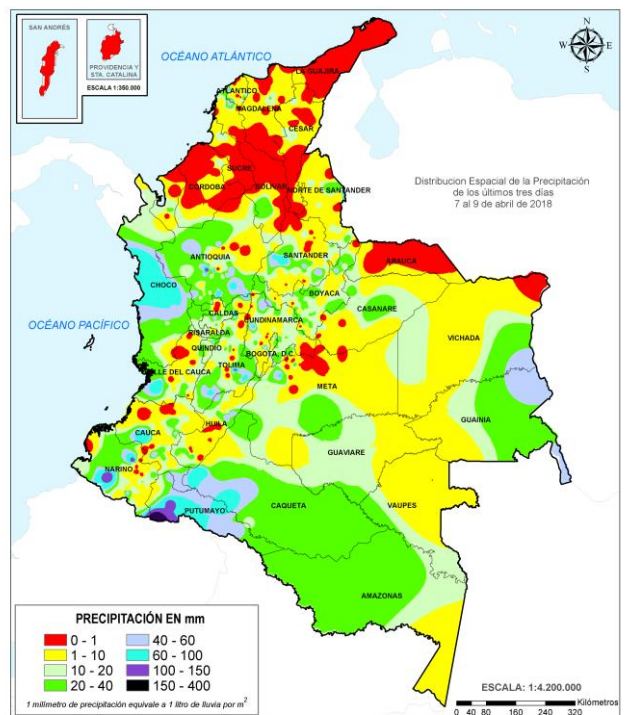 SAN ANDRÉS
PROVIDENCIA Y
STA. CATALINA
ESCALA 1:350.000
OCÉANO ATLÁNTICO
N
W
E
S
LA GUAJIRA
ATLANTICO
MAGDALENA
CESAR
SUCRE
CORDOBA
BOLIVAR
NORTE DE SANTANDER
Distribucion Espacial de la Precipitación
de los últimos tres días
7 al 9 de abril de 2018
ANTIOQUIA
SANTANDER
ARAUCA
CHOCO
BOYACA
CASANARE
OCÉANO PACÍFICO
CALDAS
CUNDINAMARCA
RISARALDA
VICHADA
QUINDIO
BOGOTA, D.C.
VALLE DEL CAUCA
TOLIMA
META
GUAINIA
CAUCA
HUILA
GUAVIARE
NARIÑO
PUTUMAYO
CAQUETA
VAUPES
AMAZONAS
PRECIPITACIÓN EN mm
0 - 1
40 - 60
1 - 10
60 - 100
10 - 20
100 - 150
20 - 40
150 - 400
1 milimetro de precipitación equivale a 1 litro de lluvia por m2
ESCALA: 1:4.200.000
Kilómetros
0 40 80 160 240 320